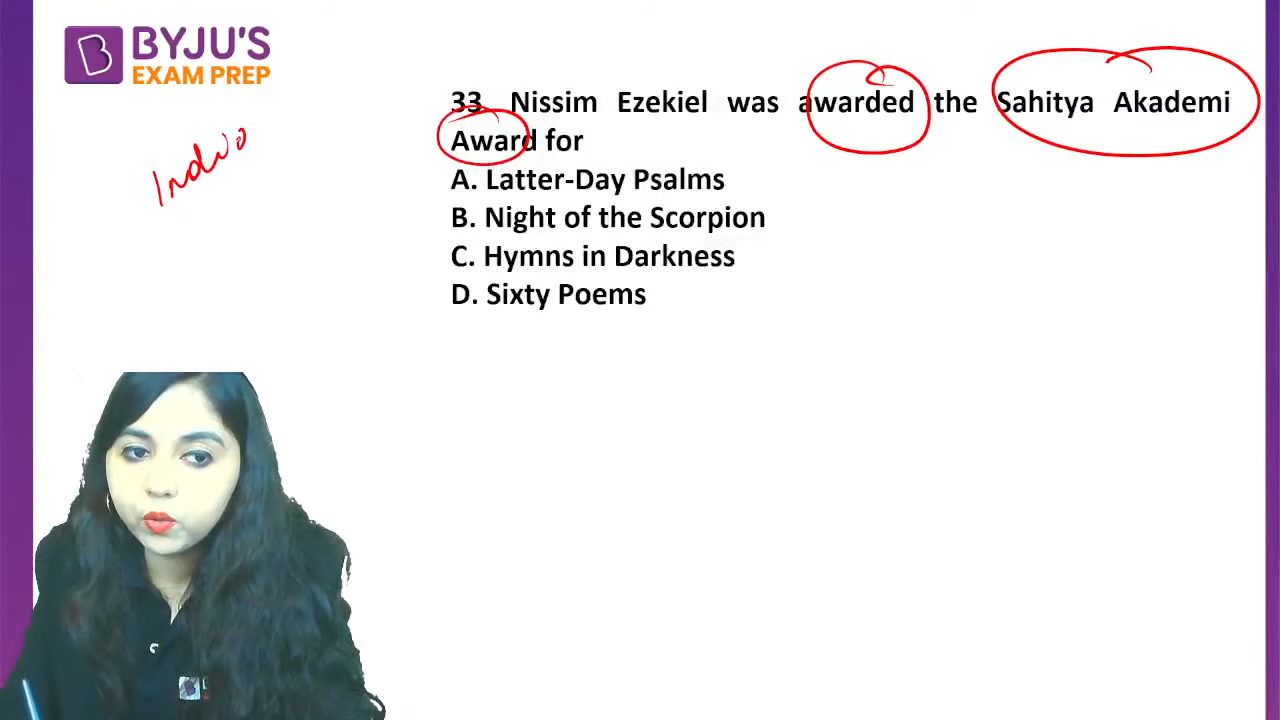 BYJU'S
EXAM PREP
33. Nissim Ezekiel was awarded the Sahitya Akademi
Award for
A. Latter-Day Psalms
B. Night of the Scorpion
C. Hymns in Darkness
D. Sixty Poems